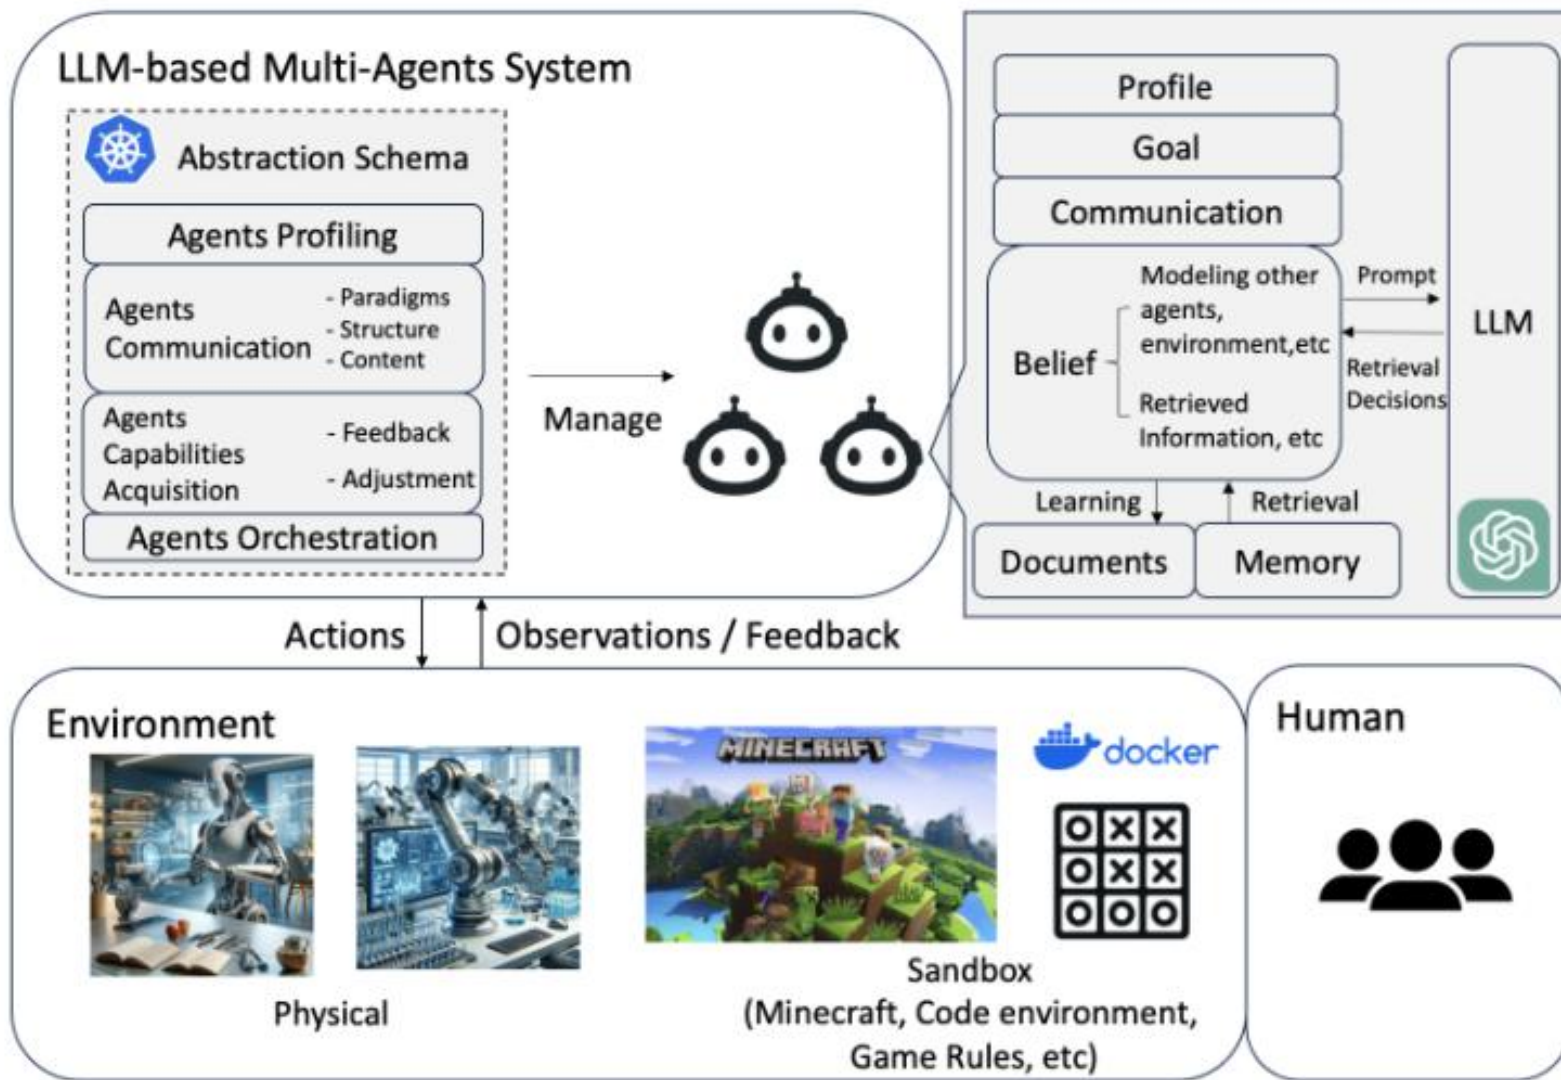 LLM-based Multi-Agents System
Abstraction Schema
Agents Profiling
Agents
Communication
- Paradigms
- Structure
- Content
Agents
Capabilities
Acquisition
- Feedback
- Adjustment
Agents Orchestration
Manage
Profile
Goal
Communication
Belief
Modeling other
agents,
environment,etc
Retrieved
Information, etc
Prompt
Retrieval
Decisions
LLM
Learning
Retrieval
Documents
Memory
Actions
Observations / Feedback
Environment
Physical
MINECRAFT
docker
O X X
O X X
O O O
Sandbox
(Minecraft, Code environment,
Game Rules, etc)
Human